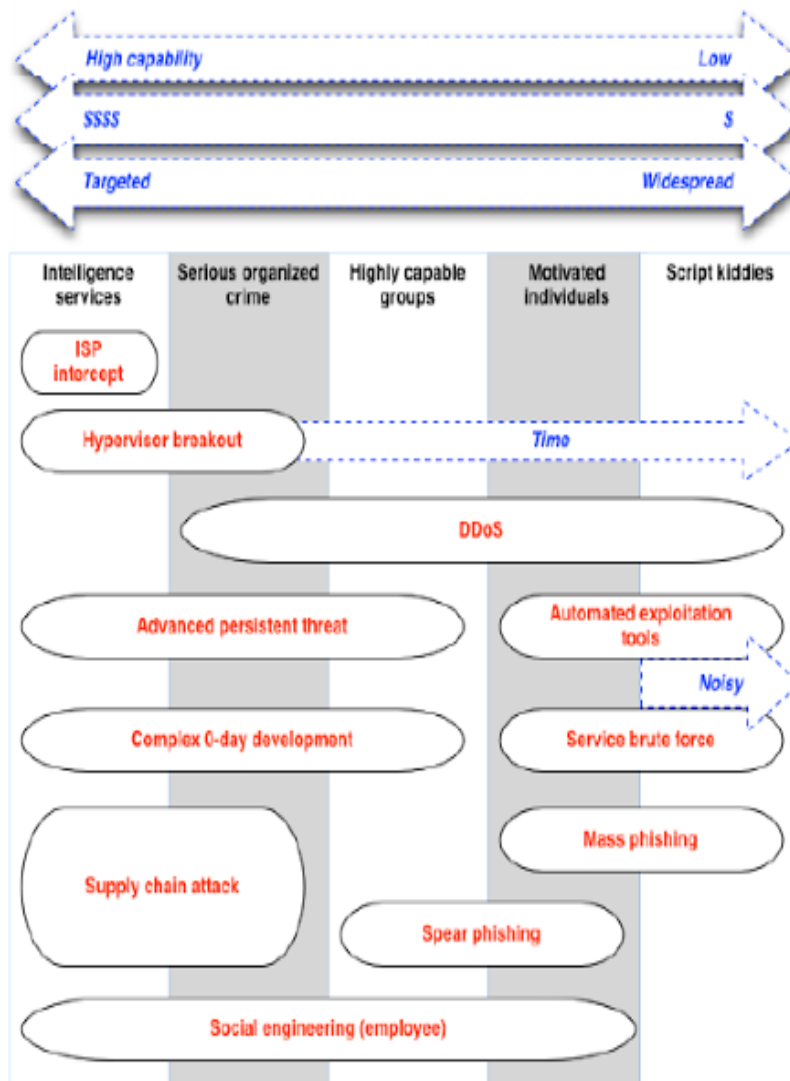 High capability Low
$$$$ $
Targeted Widespread
Intelligence services
Serious organized crime
Highly capable groups
Motivated individuals
Script kiddies
ISP
intercept
Hypervisor breakout
Time
DDoS
Advanced persistent threat
Automated exploitation
tools
Noisy
Complex 0-day development
Service brute force
Mass phishing
Supply chain attack
Spear phishing
Social engineering (employee)